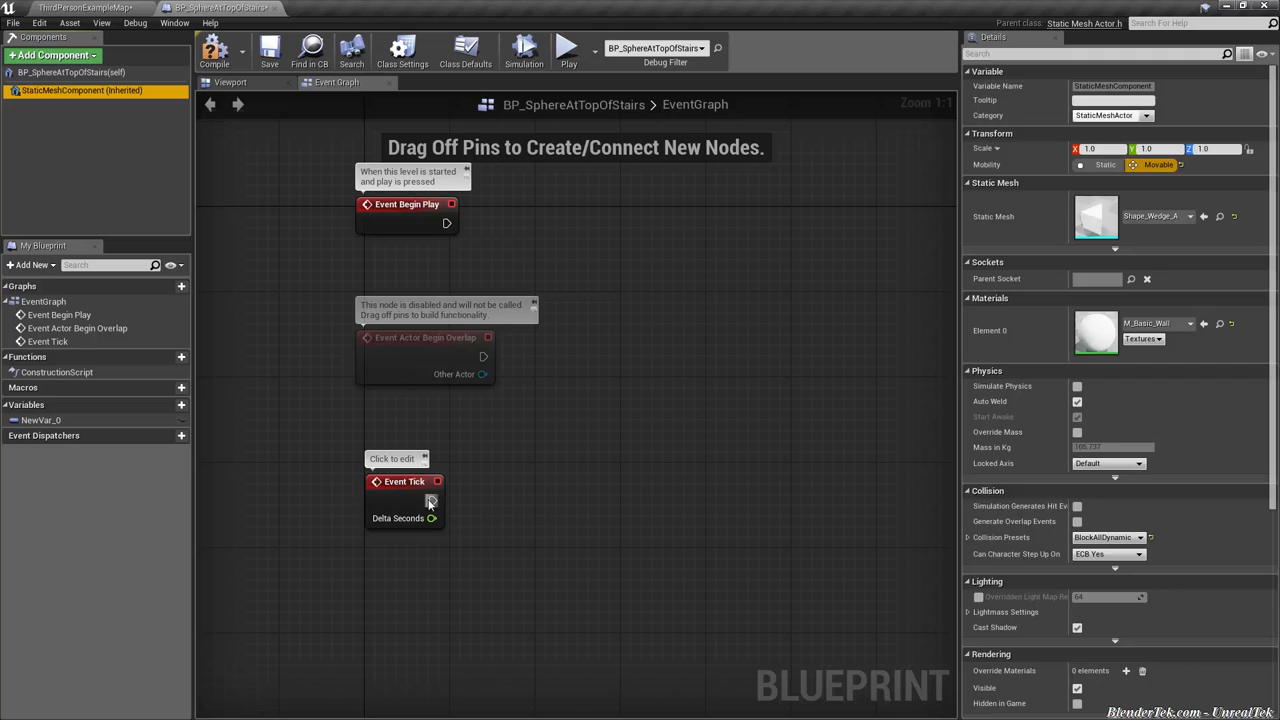 ThirdPersonExampleMap*
BP_SphereAtTopOfStairs*
File Edit Asset View Debug Window Help
Parent class: Static Mesh Actor.h
Search For Help
Components
+ Add Component
BP_SphereAtTopOfStairs(self)
StaticMeshComponent (Inherited)
My Blueprint
+ Add New
Search
Graphs
EventGraph
Event Begin Play
Event Actor Begin Overlap
Event Tick
Functions
ConstructionScript
Macros
Variables
NewVar_0
Event Dispatchers
Compile
Save
Find in CB
Search
Class Settings
Class Defaults
Simulation
Play
BP_SphereAtTopOfStairs
Debug Filter
Viewport
Event Graph
BP_SphereAtTopOfStairs > EventGraph
Zoom 1:1
Drag Off Pins to Create/Connect New Nodes.
When this level is started
and play is pressed
Event Begin Play
This node is disabled and will not be called.
Drag off pins to build functionality.
Event Actor Begin Overlap
Other Actor
Click to edit
Event Tick
Delta Seconds
BLUEPRINT
Details
Search
Variable
Variable Name StaticMeshComponent
Tooltip
Category StaticMeshActor
Transform
Scale X 1.0 Y 1.0 Z 1.0
Mobility Static Movable
Static Mesh
Static Mesh Shape_Wedge_A
Sockets
Parent Socket
Materials
Element 0 M_Basic_Wall
Textures
Physics
Simulate Physics
Auto Weld
Start Awake
Override Mass
Mass in Kg
Locked Axis Default
Collision
Simulation Generates Hit Ev
Generate Overlap Events
Collision Presets BlockAllDynamic
Can Character Step Up On ECB Yes
Lighting
Overridden Light Map Re 64
Lightmass Settings
Cast Shadow
Rendering
Override Materials 0 elements
Visible
Hidden in Game
BlenderTek.com - UnrealTek